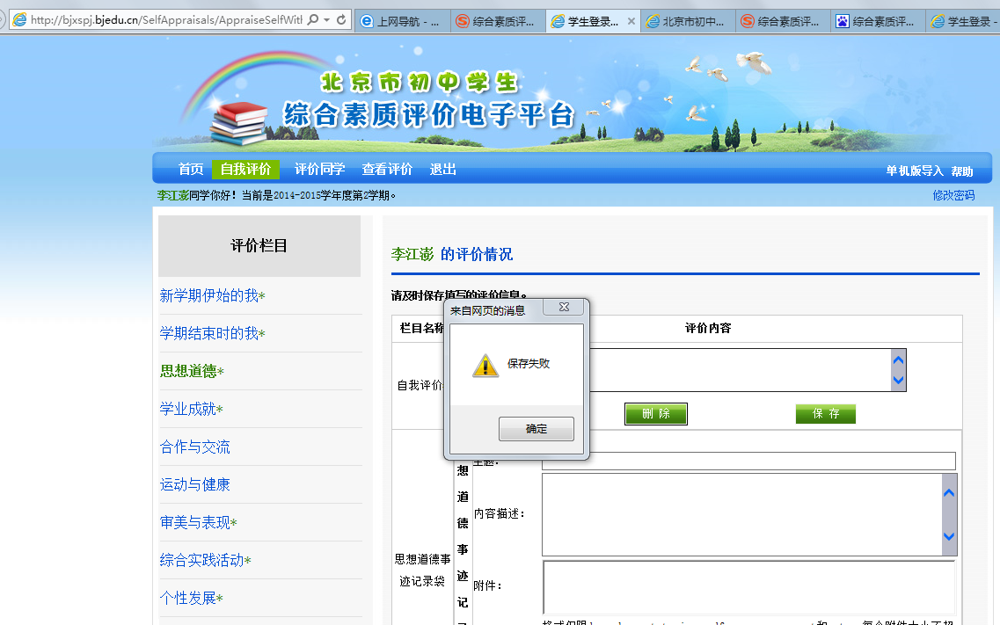 http://bjxspj.bjedu.cn/SelfAppraisals/AppraiseSelfWith
上网导航 - ...
综合素质评...
学生登录...
北京市初中...
综合素质评...
综合素质评...
学生登录 -
北京市初中学生
综合素质评价电子平台
首页 自我评价 评价同学 查看评价 退出
单机版导入 帮助
李江澎同学你好！当前是2014-2015学年度第2学期。
修改密码
评价栏目
新学期伊始的我*
学期结束时的我*
思想道德*
学业成就*
合作与交流
运动与健康
审美与表现*
综合实践活动*
个性发展*
李江澎 的评价情况
请及时保存填写的评价信息。
栏目名称
评价内容
自我评价
删 除
保 存
来自网页的消息
保存失败
确定
主题：
内容描述：
附件：
思想道德事
迹记录袋
想
道
德
事
迹
记